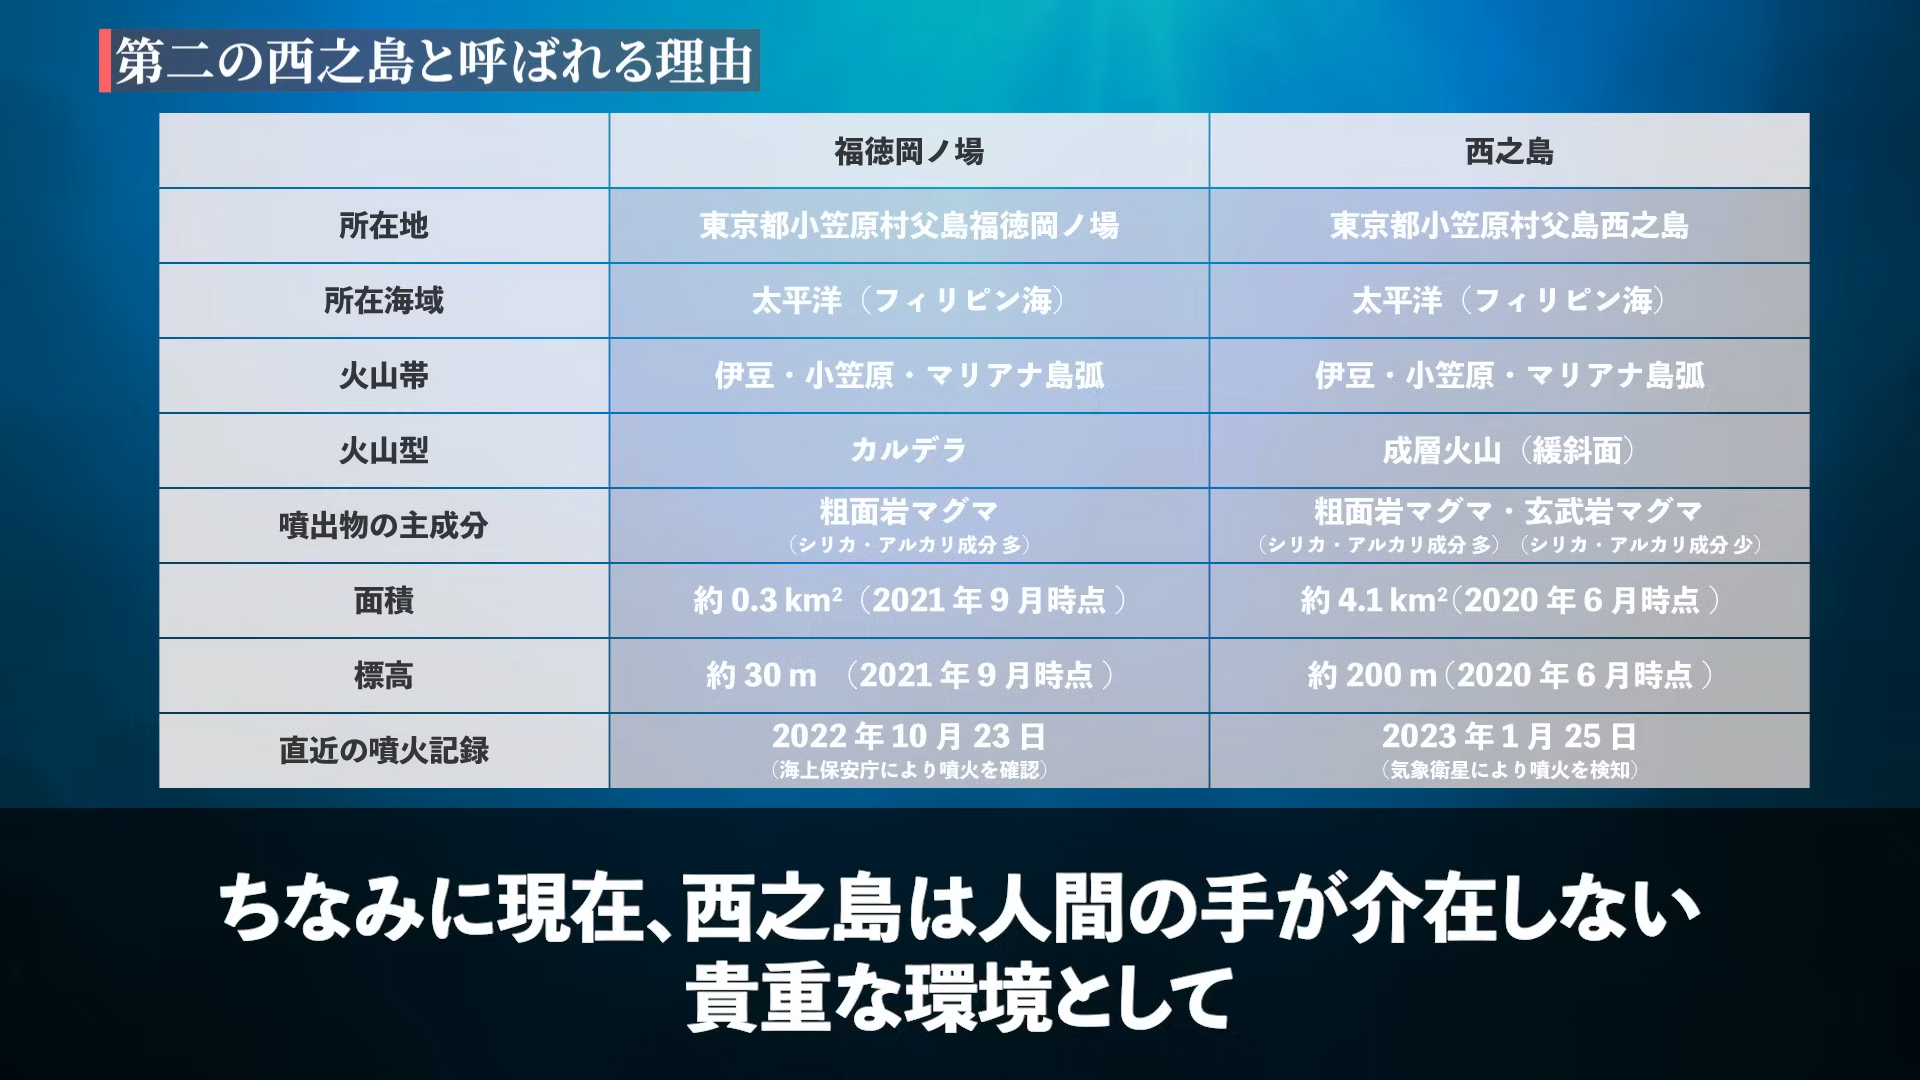 第二の西之島と呼ばれる理由
福徳岡ノ場 西之島
所在地 東京都小笠原村父島福徳岡ノ場 東京都小笠原村父島西之島
所在海域 太平洋（フィリピン海） 太平洋（フィリピン海）
火山帯 伊豆・小笠原・マリアナ島弧 伊豆・小笠原・マリアナ島弧
火山型 カルデラ 成層火山（緩斜面）
噴出物の主成分 粗面岩マグマ 粗面岩マグマ・玄武岩マグマ
（シリカ・アルカリ成分 多） （シリカ・アルカリ成分 多）（シリカ・アルカリ成分 少）
面積 約 0.3 km²（2021 年 9 月時点 ） 約 4.1 km²（2020 年 6 月時点 ）
標高 約 30 m （2021 年 9 月時点 ） 約 200 m（2020 年 6 月時点 ）
直近の噴火記録 2022 年 10 月 23 日 2023 年 1 月 25 日
（海上保安庁により噴火を確認） （気象衛星により噴火を検知）
ちなみに現在、西之島は人間の手が介在しない
貴重な環境として